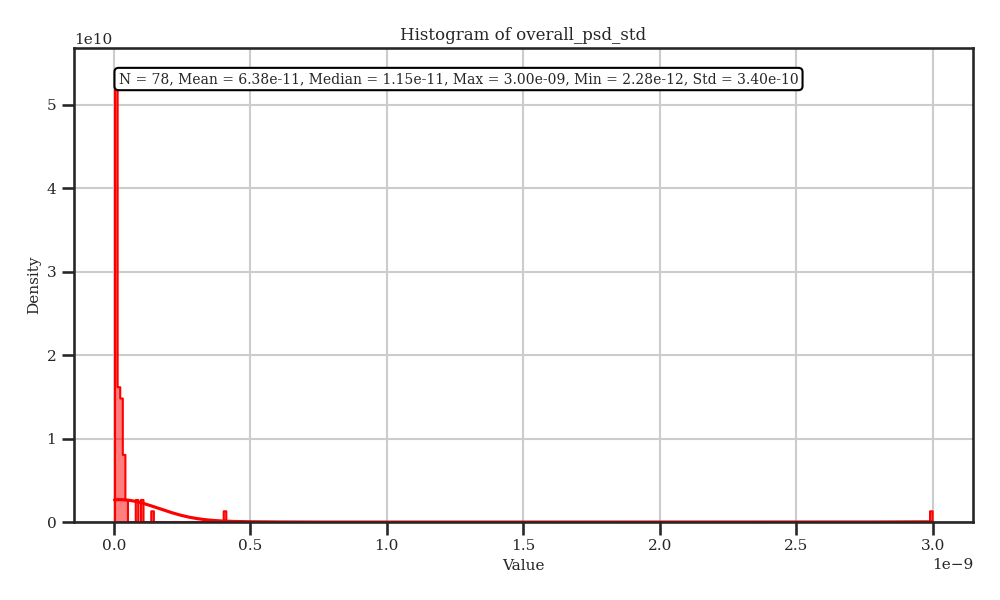 Histogram of overall_psd_std
1e10
N = 78, Mean = 6.38e-11, Median = 1.15e-11, Max = 3.00e-09, Min = 2.28e-12, Std = 3.40e-10
5
4
3
2
1
0
Density
0.0 0.5 1.0 1.5 2.0 2.5 3.0
Value
1e−9